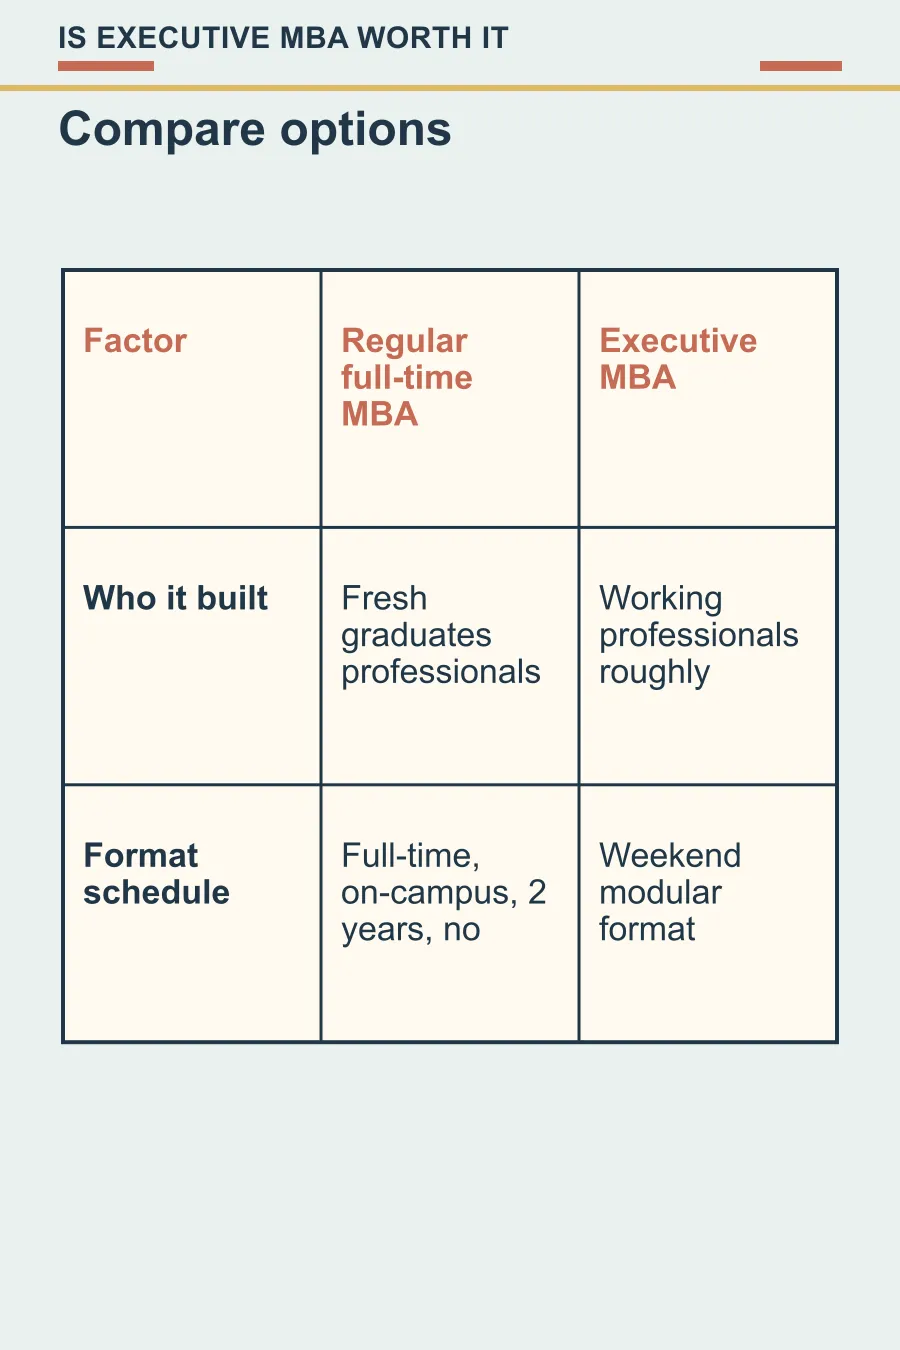 IS EXECUTIVE MBA WORTH IT
Compare options
Factor
Regular
full-time
MBA
Executive
MBA
Who it built
Fresh
graduates
professionals
Working
professionals
roughly
Format
schedule
Full-time,
on-campus, 2
years, no
Weekend
modular
format